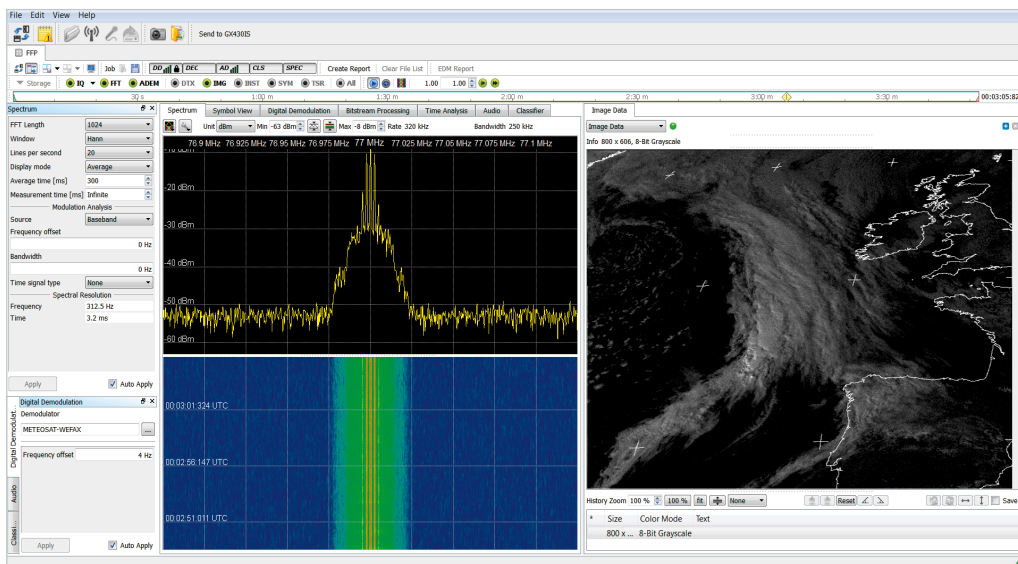 File Edit View Help
Send to GX430IS
FFP
Job DD AD DEC AD CLS SPEC Create Report Clear File List EDM Report
Storage IQ FFT ADEM DTX IMG INST SYM TSR All 1.00 1.00
30 s 1:00 m 1:30 m 2:00 m 2:30 m 3:00 m 3:30 m 00:03:05:82
Spectrum
FFT Length 1024
Window Hann
Lines per second 20
Display mode Average
Average time [ms] 300
Measurement time [ms] Infinite
Modulation Analysis
Source Baseband
Frequency offset
0 Hz
Bandwidth
0 Hz
Time signal type None
Spectral Resolution
Frequency 312.5 Hz
Time 3.2 ms
Apply Auto Apply
Digital Demodulation
Demodulator
METEOSAT-WEFAX ...
Frequency offset 4 Hz
Apply Auto Apply
Digital Demodulat...
Audio
Classi...
Spectrum Symbol View Digital Demodulation Bitstream Processing Time Analysis Audio Classifier
Unit dBm Min -63 dBm Max -8 dBm Rate 320 kHz Bandwidth 250 kHz
76.9 MHz 76.925 MHz 76.95 MHz 76.975 MHz 77 MHz 77.025 MHz 77.05 MHz 77.075 MHz 77.1 MHz
-10 dBm
-20 dBm
-30 dBm
-40 dBm
-50 dBm
-60 dBm
00:03:01:324 UTC
00:02:56:147 UTC
00:02:51:011 UTC
Image Data
Image Data
Info 800 x 606, 8-Bit Grayscale
History Zoom 100 % 100 % fit None Reset Save
* Size Color Mode Text
800 x ... 8-Bit Grayscale